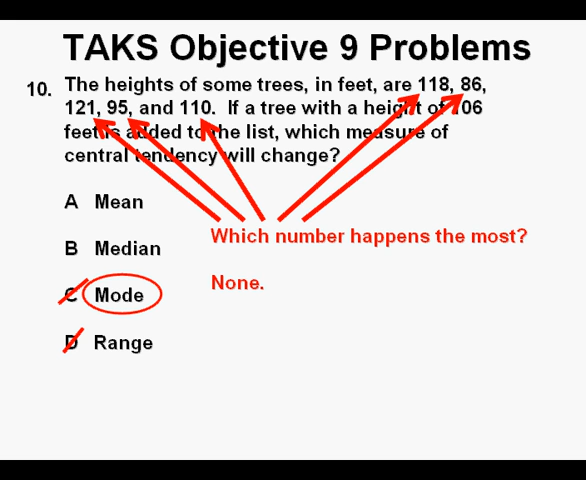 TAKS Objective 9 Problems
10. The heights of some trees, in feet, are 118, 86,
121, 95, and 110. If a tree with a height of 106
feet is added to the list, which measure of
central tendency will change?
A Mean
B Median
Which number happens the most?
C Mode
None.
D Range